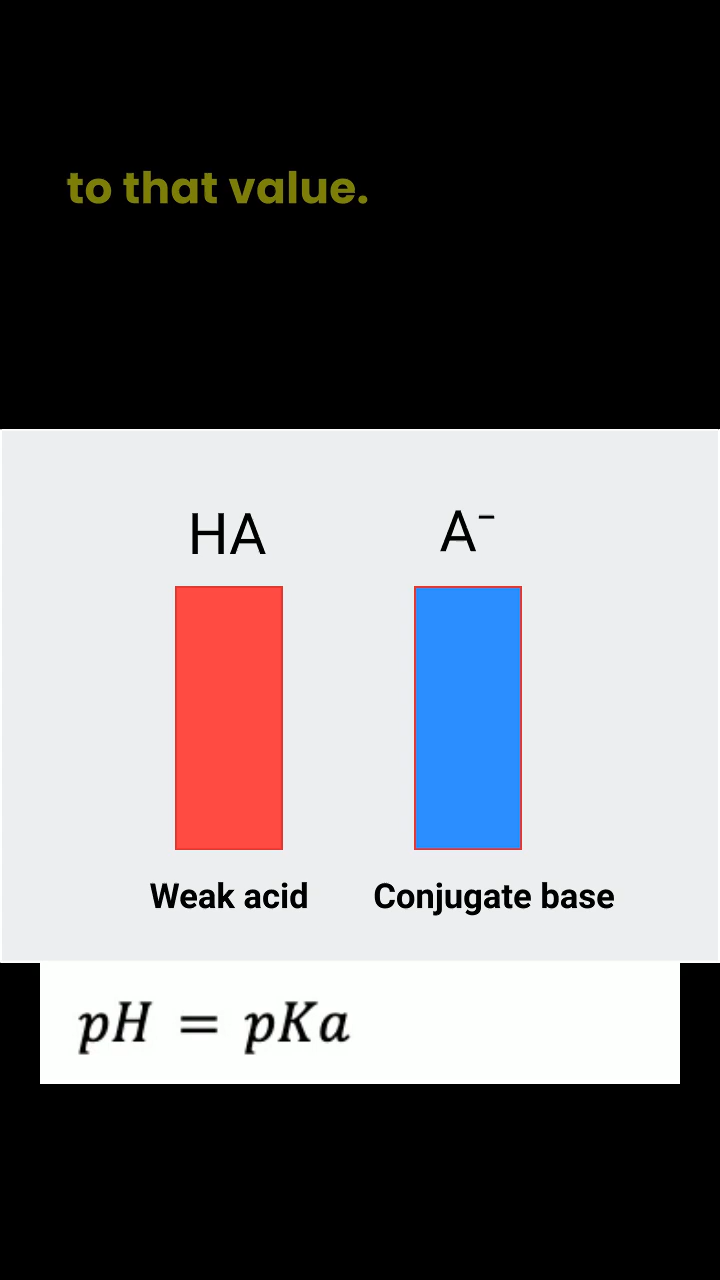 to that value.
HA A⁻
Weak acid Conjugate base
pH = pKa